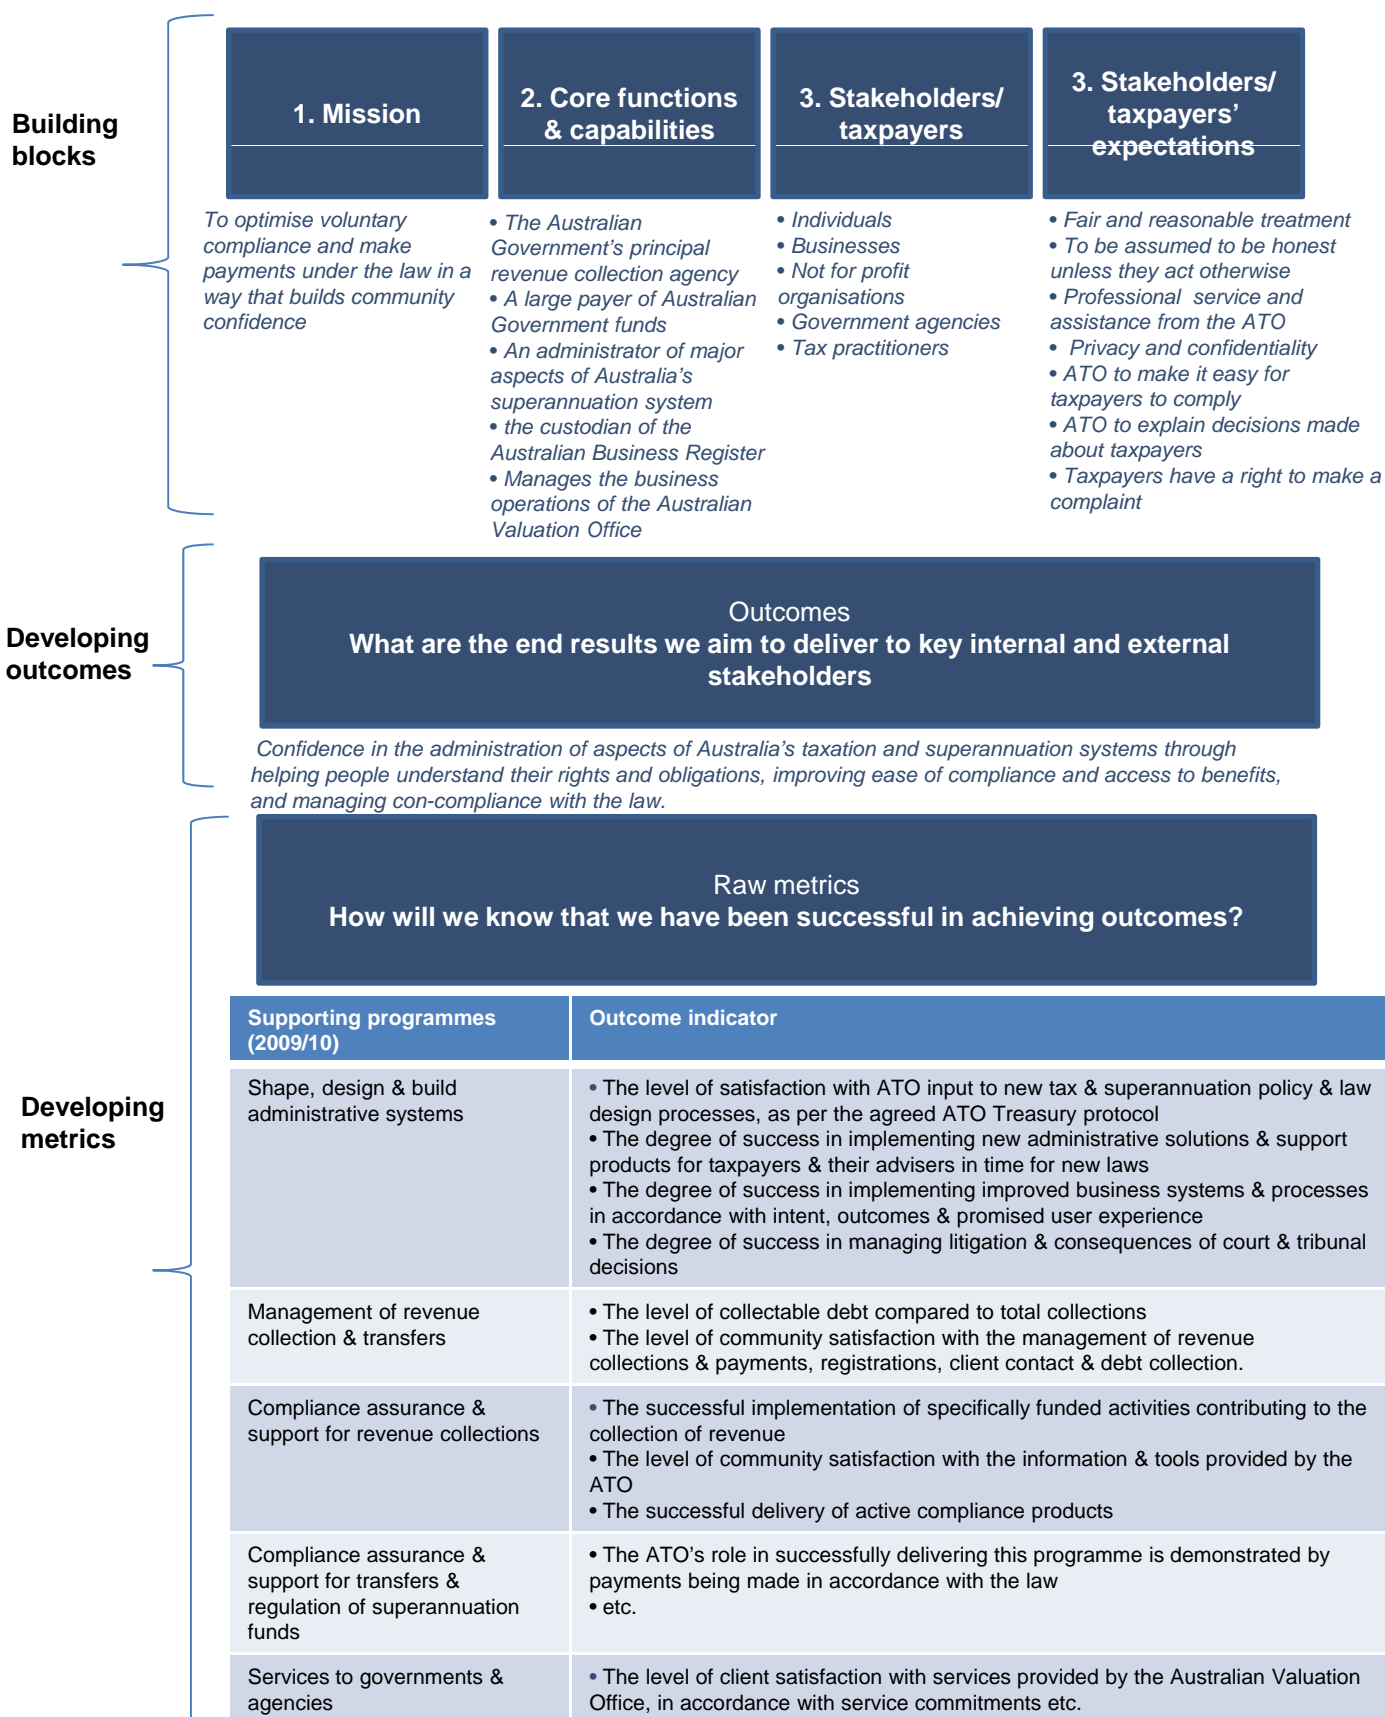 Building
blocks
1. Mission
2. Core functions
& capabilities
3. Stakeholders/
taxpayers
3. Stakeholders/
taxpayers’
expectations
To optimise voluntary
compliance and make
payments under the law in a
way that builds community
confidence
• The Australian
Government’s principal
revenue collection agency
• A large payer of Australian
Government funds
• An administrator of major
aspects of Australia’s
superannuation system
• the custodian of the
Australian Business Register
• Manages the business
operations of the Australian
Valuation Office
• Individuals
• Businesses
• Not for profit
organisations
• Government agencies
• Tax practitioners
• Fair and reasonable treatment
• To be assumed to be honest
unless they act otherwise
• Professional service and
assistance from the ATO
• Privacy and confidentiality
• ATO to make it easy for
taxpayers to comply
• ATO to explain decisions made
about taxpayers
• Taxpayers have a right to make a
complaint
Developing
outcomes
Outcomes
What are the end results we aim to deliver to key internal and external
stakeholders
Confidence in the administration of aspects of Australia’s taxation and superannuation systems through
helping people understand their rights and obligations, improving ease of compliance and access to benefits,
and managing con-compliance with the law.
Developing
metrics
Raw metrics
How will we know that we have been successful in achieving outcomes?
Supporting programmes
(2009/10)
Outcome indicator
Shape, design & build
administrative systems
• The level of satisfaction with ATO input to new tax & superannuation policy & law
design processes, as per the agreed ATO Treasury protocol
• The degree of success in implementing new administrative solutions & support
products for taxpayers & their advisers in time for new laws
• The degree of success in implementing improved business systems & processes
in accordance with intent, outcomes & promised user experience
• The degree of success in managing litigation & consequences of court & tribunal
decisions
Management of revenue
collection & transfers
• The level of collectable debt compared to total collections
• The level of community satisfaction with the management of revenue
collections & payments, registrations, client contact & debt collection.
Compliance assurance &
support for revenue collections
• The successful implementation of specifically funded activities contributing to the
collection of revenue
• The level of community satisfaction with the information & tools provided by the
ATO
• The successful delivery of active compliance products
Compliance assurance &
support for transfers &
regulation of superannuation
funds
• The ATO’s role in successfully delivering this programme is demonstrated by
payments being made in accordance with the law
• etc.
Services to governments &
agencies
• The level of client satisfaction with services provided by the Australian Valuation
Office, in accordance with service commitments etc.